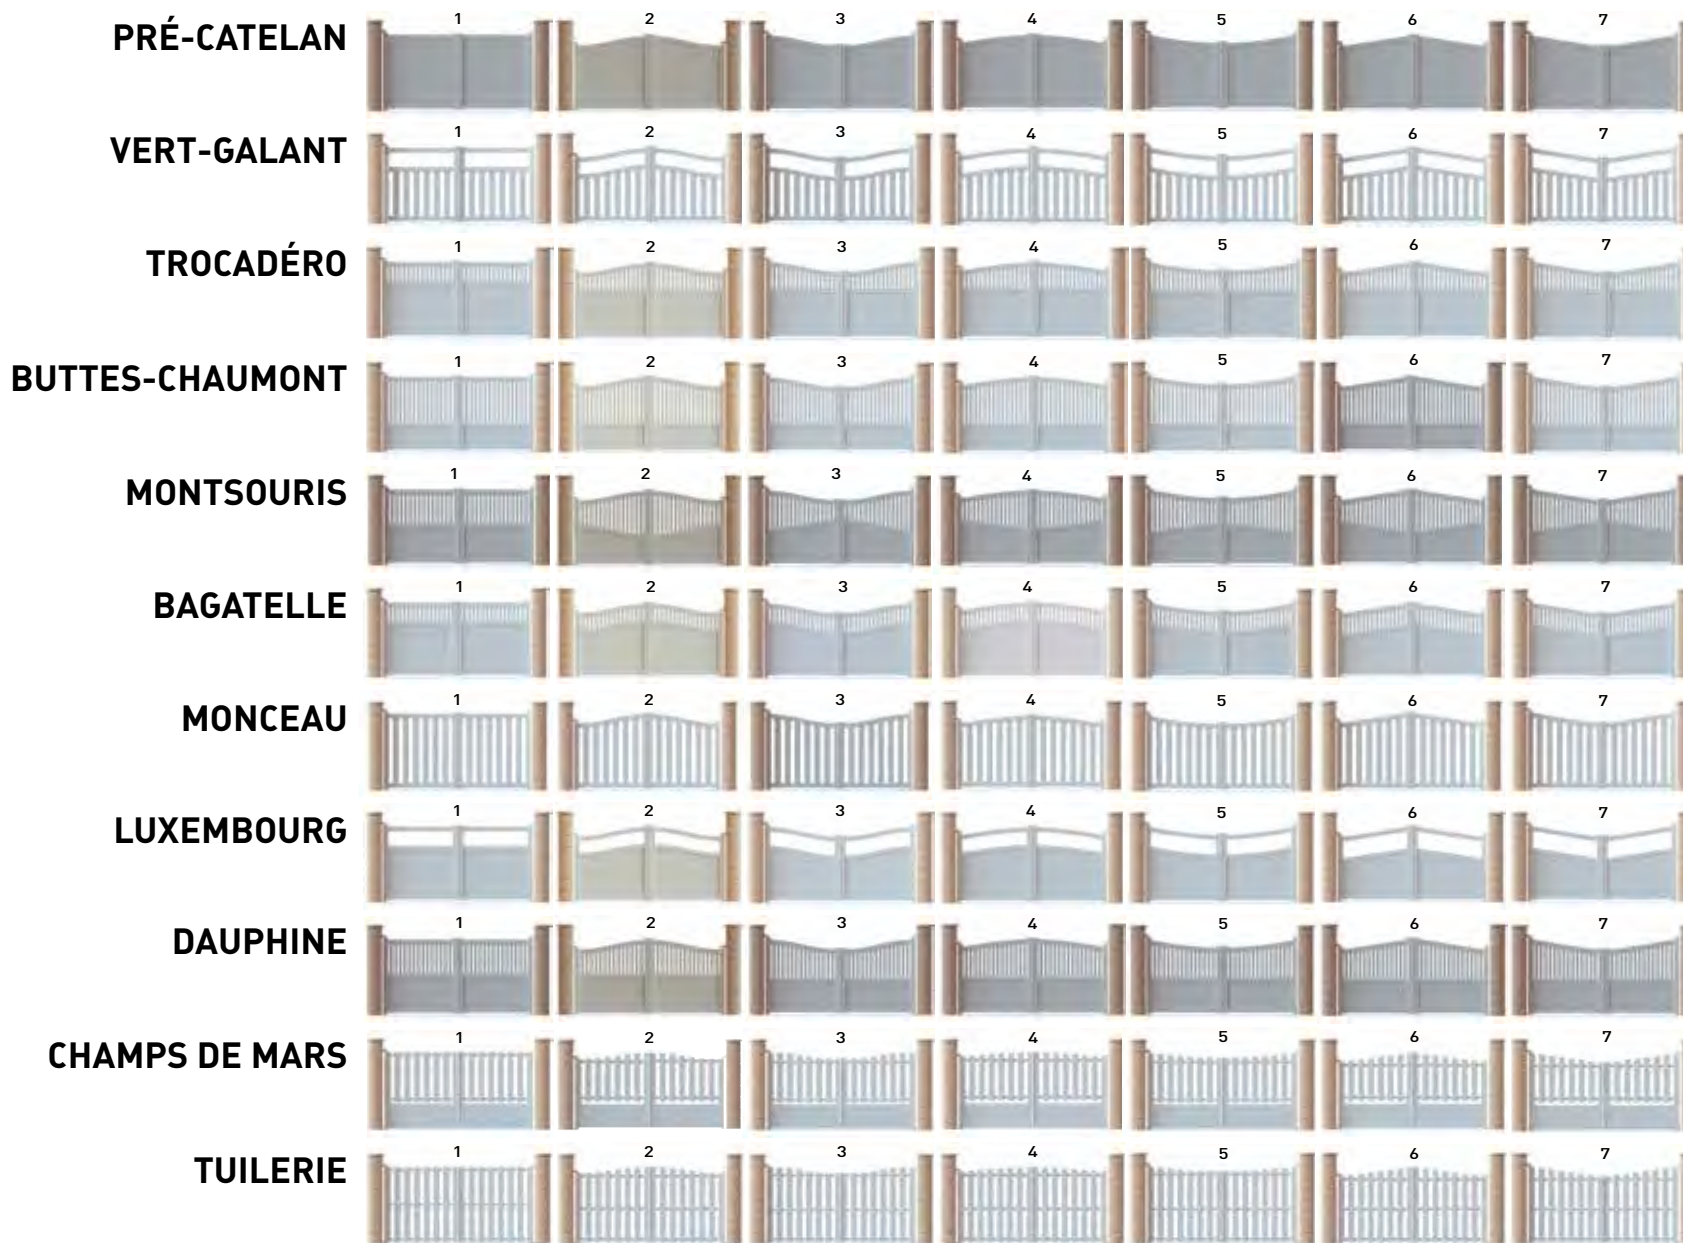 PRÉ-CATELAN 1 2 3 4 5 6 7
VERT-GALANT 1 2 3 4 5 6 7
TROCADÉRO 1 2 3 4 5 6 7
BUTTES-CHAUMONT 1 2 3 4 5 6 7
MONTSOURIS 1 2 3 4 5 6 7
BAGATELLE 1 2 3 4 5 6 7
MONCEAU 1 2 3 4 5 6 7
LUXEMBOURG 1 2 3 4 5 6 7
DAUPHINE 1 2 3 4 5 6 7
CHAMPS DE MARS 1 2 3 4 5 6 7
TUILERIE 1 2 3 4 5 6 7